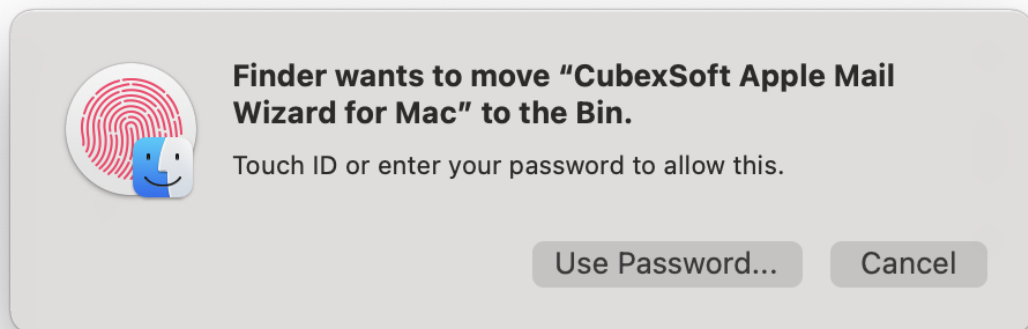 Finder wants to move “CubexSoft Apple Mail
Wizard for Mac” to the Bin.
Touch ID or enter your password to allow this.
Use Password...
Cancel